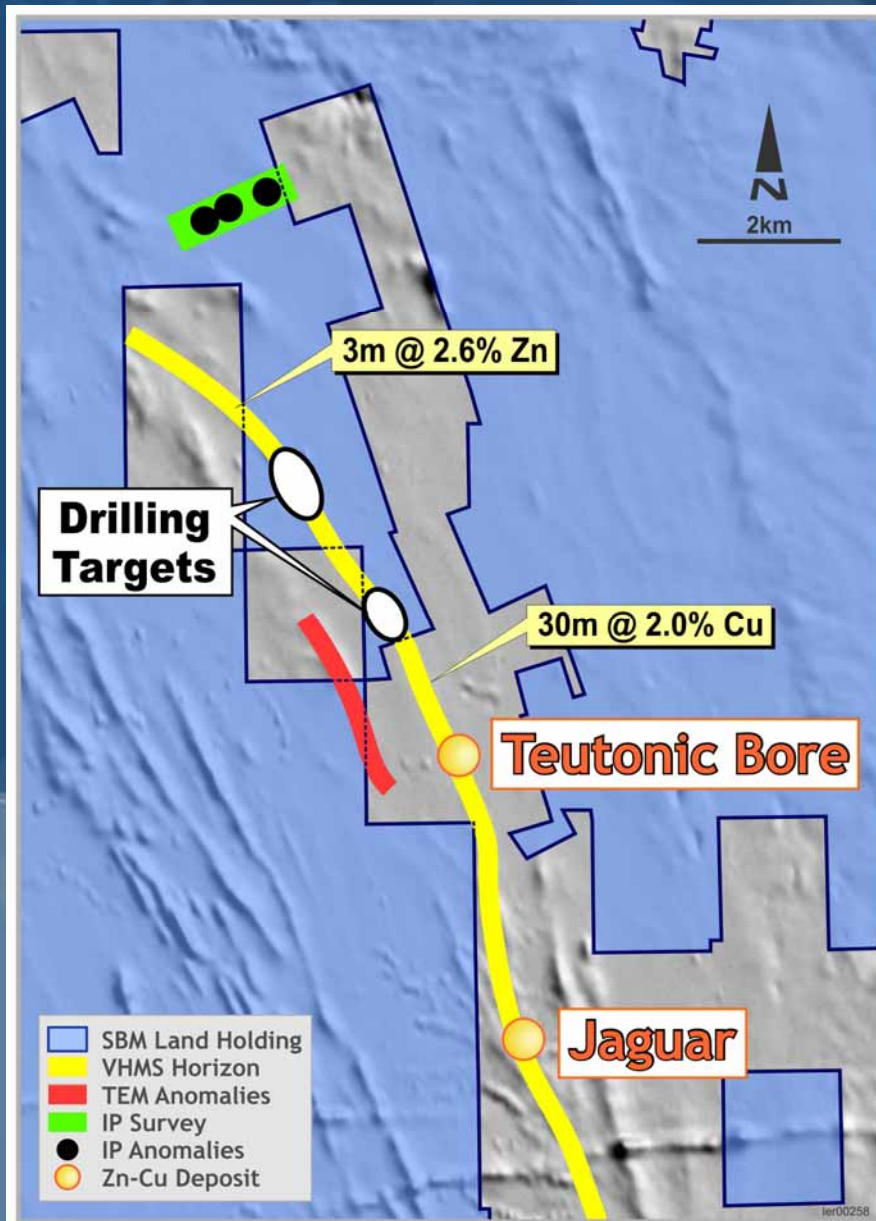 N
2km
3m @ 2.6% Zn
Drilling
Targets
30m @ 2.0% Cu
Teutonic Bore
Jaguar
SBM Land Holding
VHMS Horizon
TEM Anomalies
IP Survey
IP Anomalies
Zn-Cu Deposit
ler00258